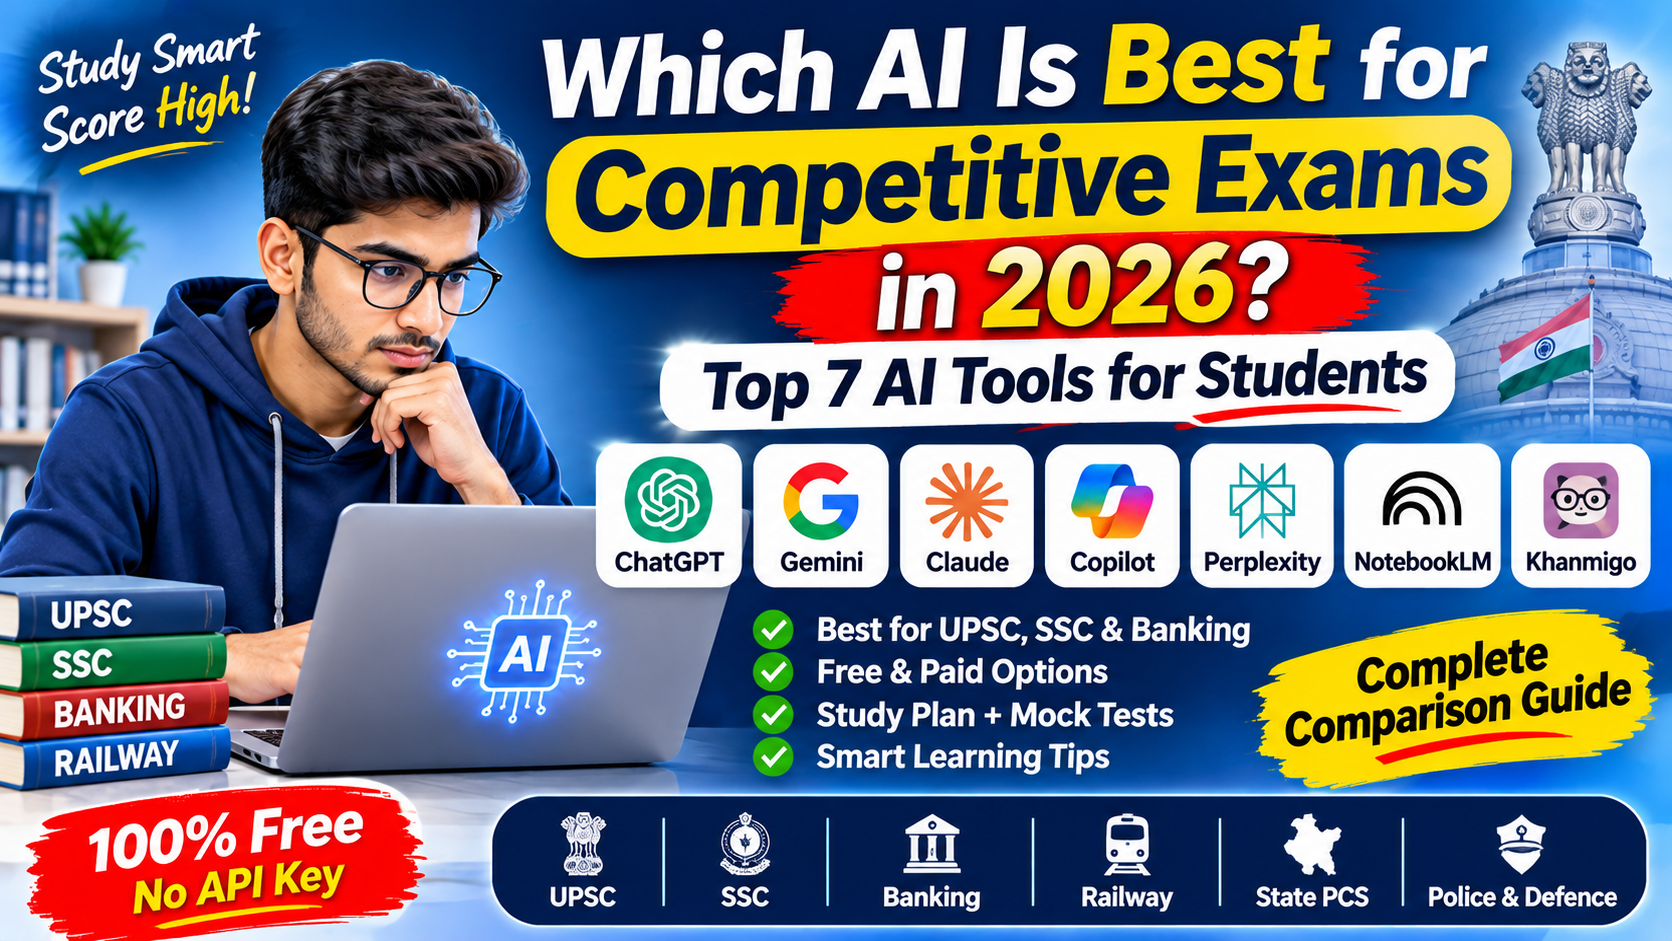 Study Smart
Score High!
Which AI Is Best for
Competitive Exams
in 2026?
Top 7 AI Tools for Students
ChatGPT
Gemini
Claude
Copilot
Perplexity
NotebookLM
Khanmigo
UPSC
SSC
BANKING
RAILWAY
AI
Best for UPSC, SSC & Banking
Free & Paid Options
Study Plan + Mock Tests
Smart Learning Tips
Complete
Comparison Guide
100% Free
No API Key
UPSC
SSC
Banking
Railway
State PCS
Police & Defence